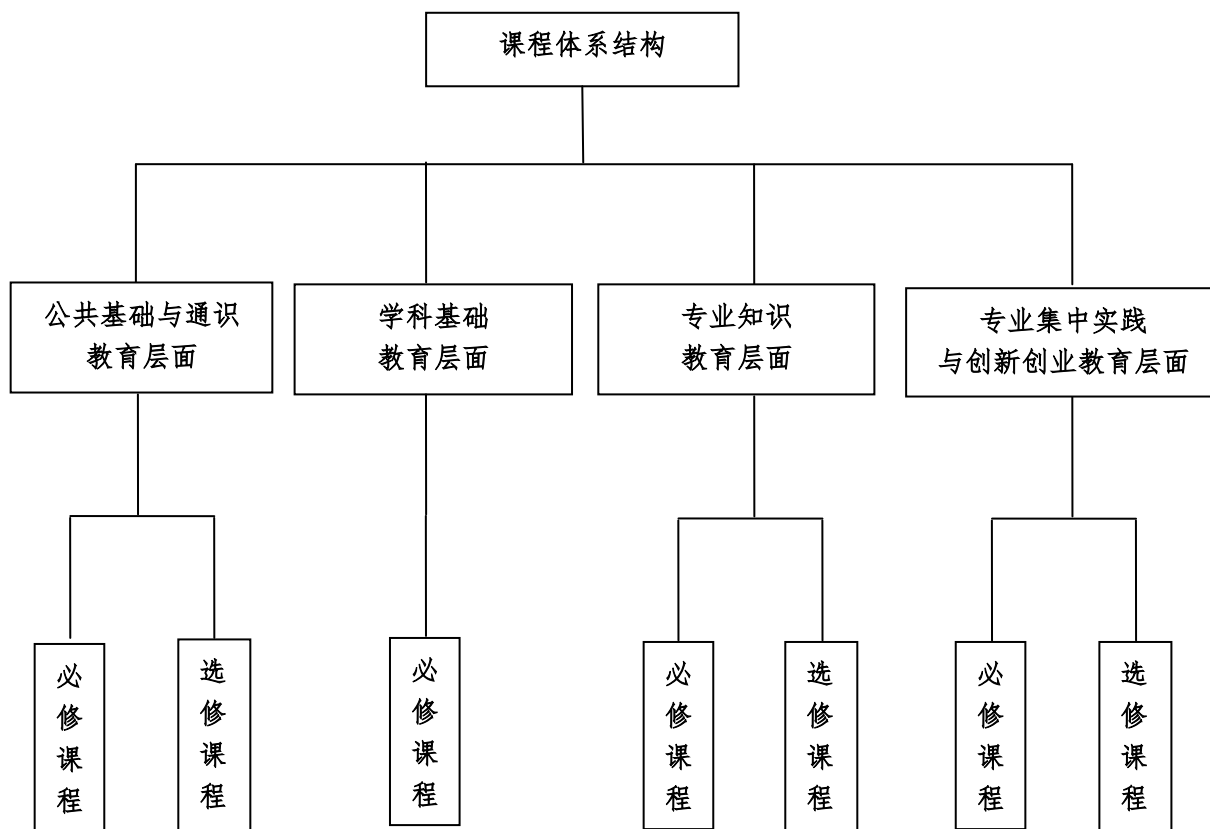 课程体系结构
公共基础与通识
教育层面
学科基础
教育层面
专业知识
教育层面
专业集中实践
与创新创业教育层面
必修课程
选修课程
必修课程
必修课程
选修课程
必修课程
选修课程